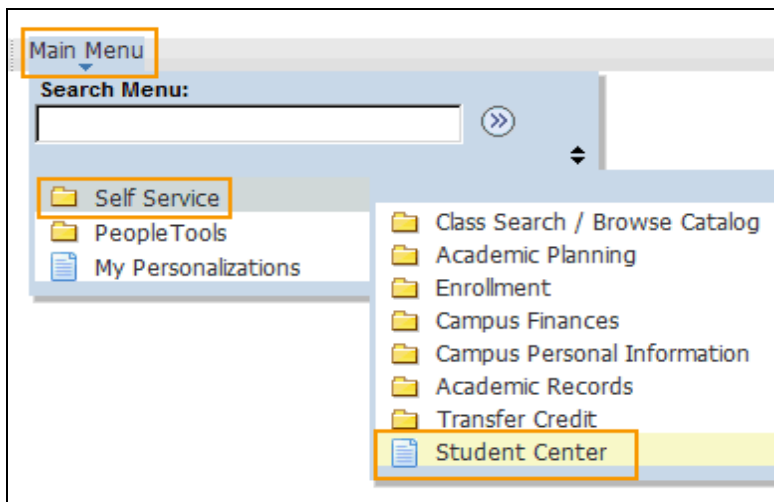 Main Menu
Search Menu:
Self Service
PeopleTools
My Personalizations
Class Search / Browse Catalog
Academic Planning
Enrollment
Campus Finances
Campus Personal Information
Academic Records
Transfer Credit
Student Center